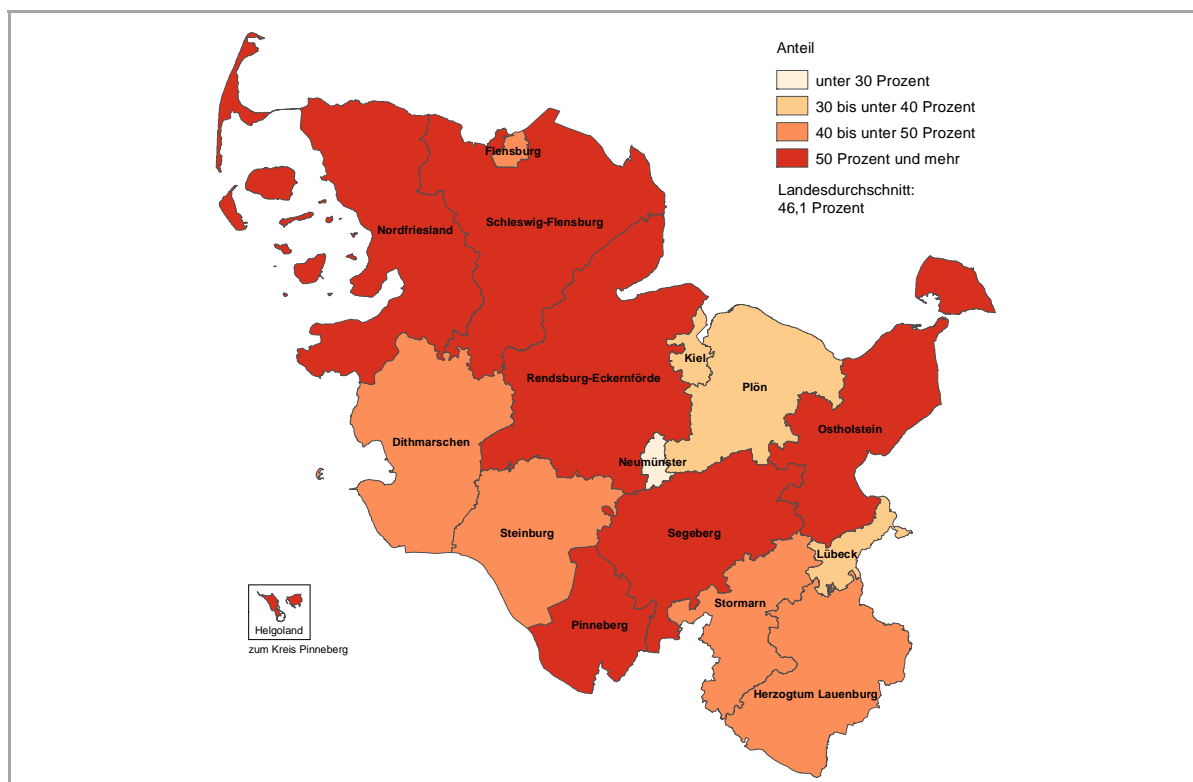 Anteil
unter 30 Prozent
30 bis unter 40 Prozent
40 bis unter 50 Prozent
50 Prozent und mehr
Landesdurchschnitt:
46,1 Prozent
Flensburg
Schleswig-Flensburg
Nordfriesland
Kiel
Rendsburg-Eckernförde
Plön
Ostholstein
Dithmarschen
Neumünster
Steinburg
Segeberg
Lübeck
Stormarn
Pinneberg
Helgoland
zum Kreis Pinneberg
Herzogtum Lauenburg